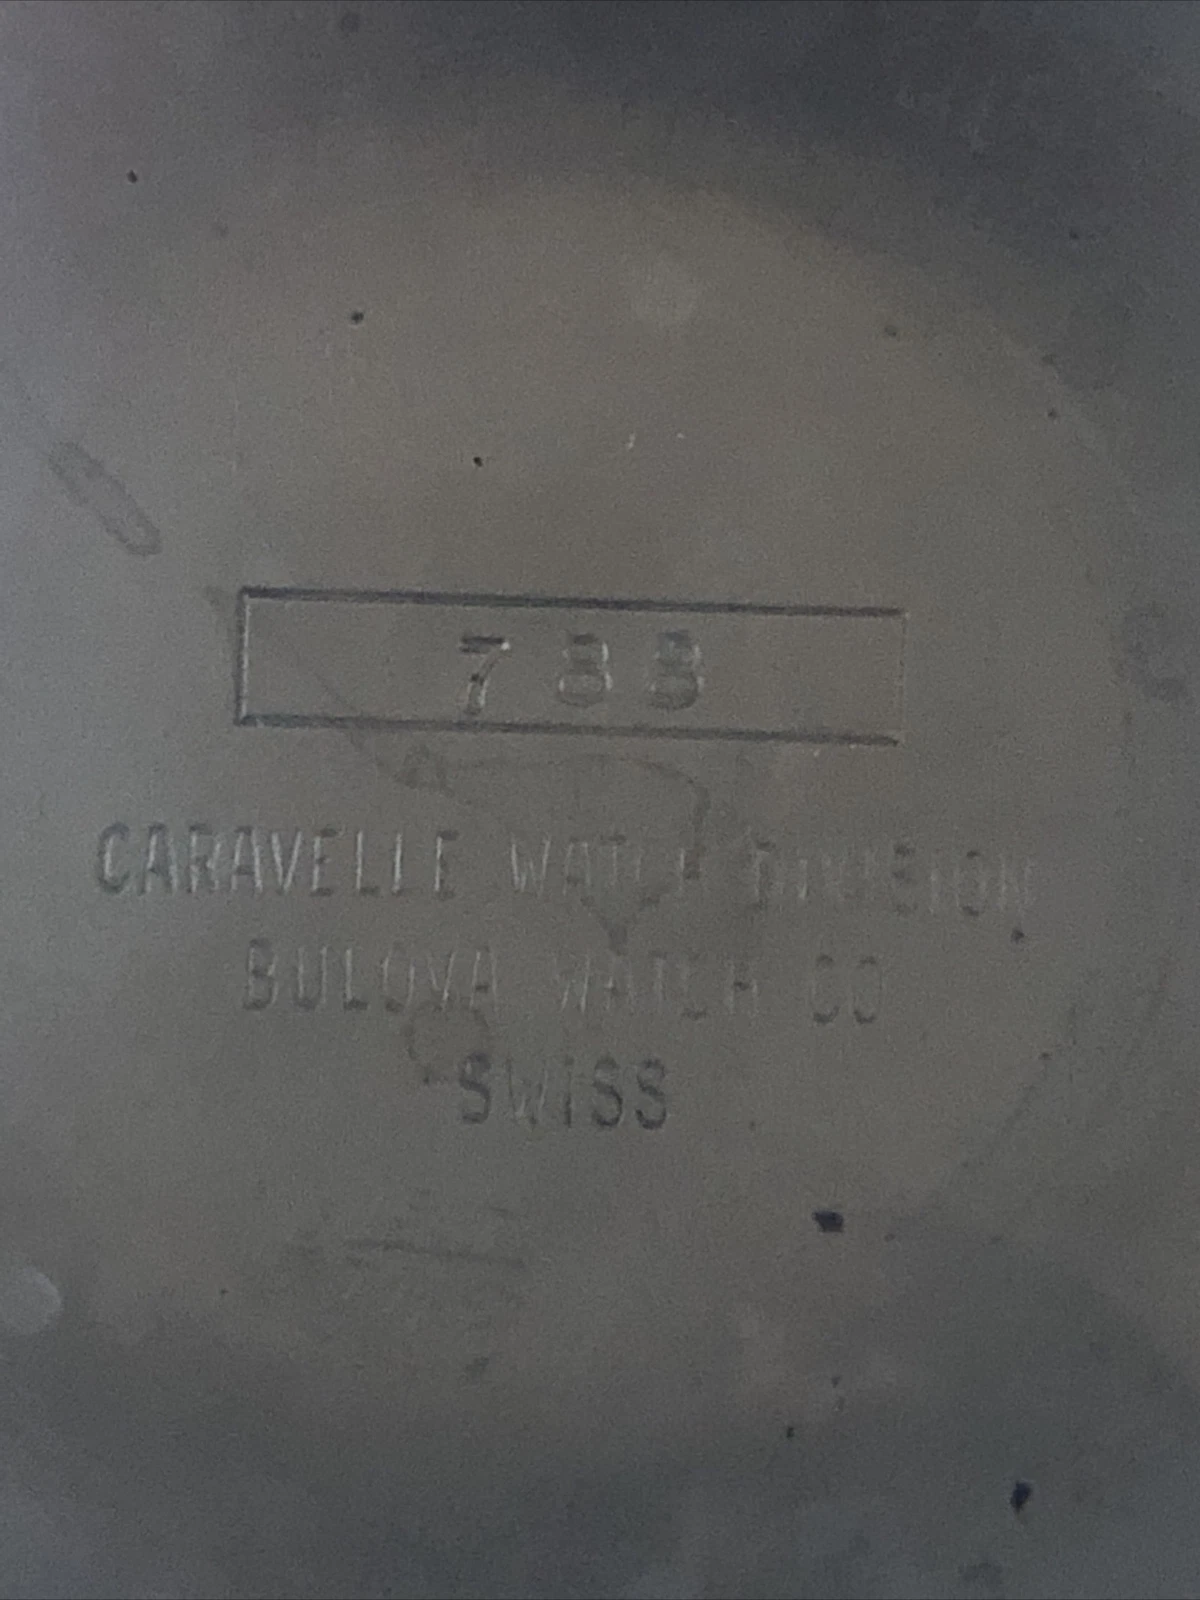 788
CARAVELLE WATCH DIVISION
BULOVA WATCH CO
SWISS